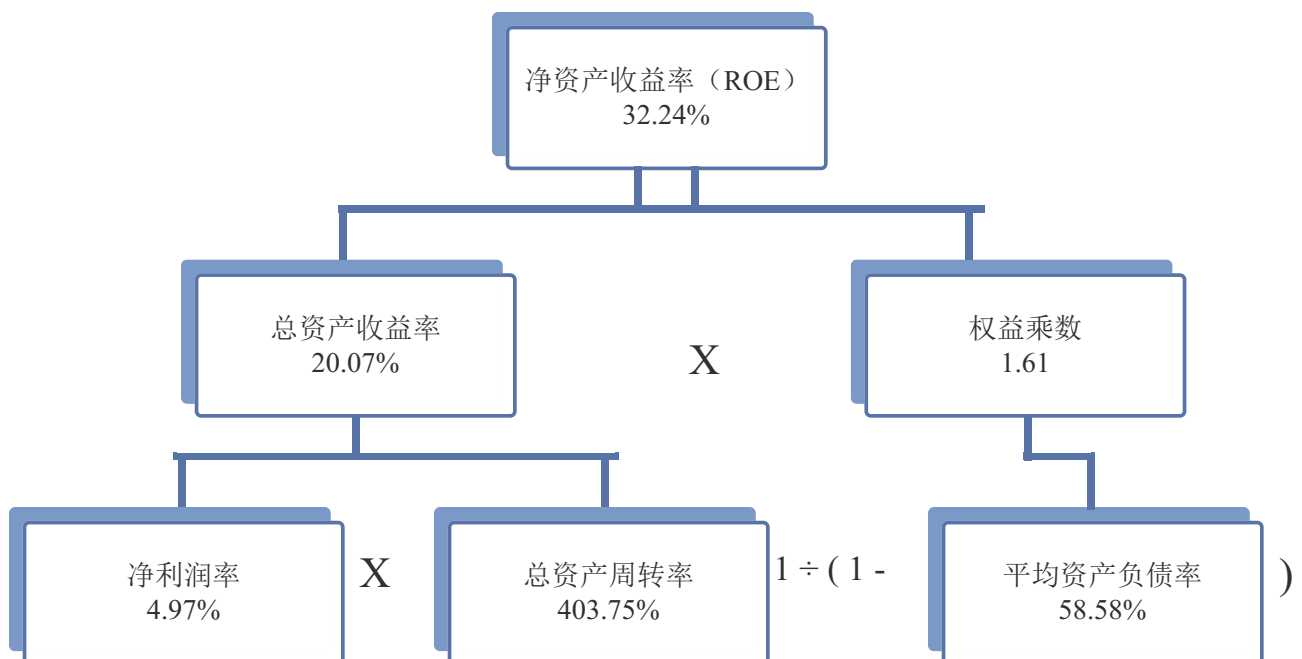 净资产收益率（ROE）
32.24%
总资产收益率
20.07%
X
权益乘数
1.61
净利润率
4.97%
X
总资产周转率
403.75%
1 ÷ ( 1 -
平均资产负债率
58.58%
)